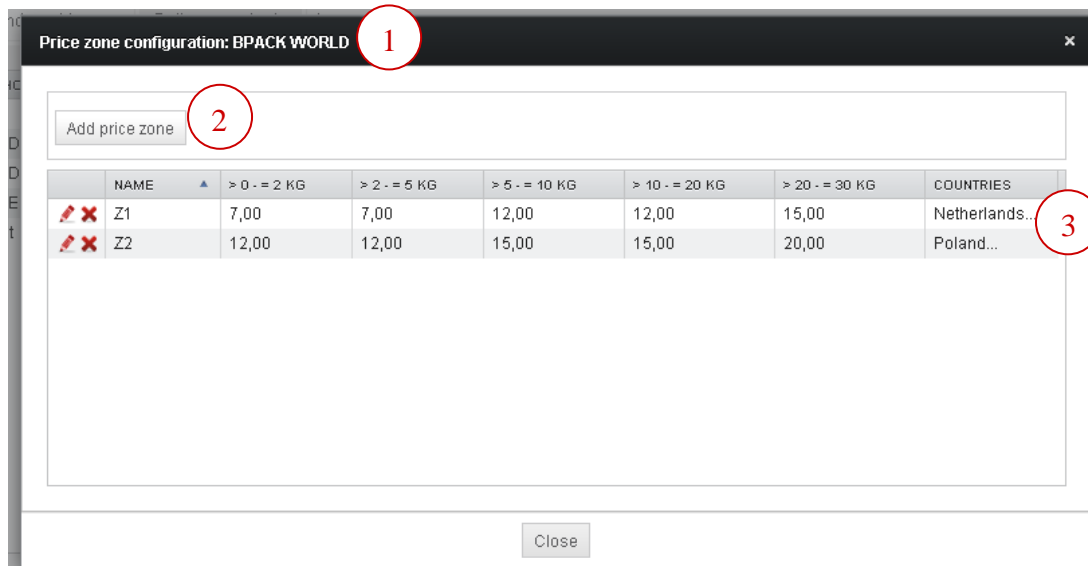 Price zone configuration: BPACK WORLD 1 ×
Add price zone 2
NAME > 0 - = 2 KG > 2 - = 5 KG > 5 - = 10 KG > 10 - = 20 KG > 20 - = 30 KG COUNTRIES
Z1 7,00 7,00 12,00 12,00 15,00 Netherlands... 3
Z2 12,00 12,00 15,00 15,00 20,00 Poland...
Close